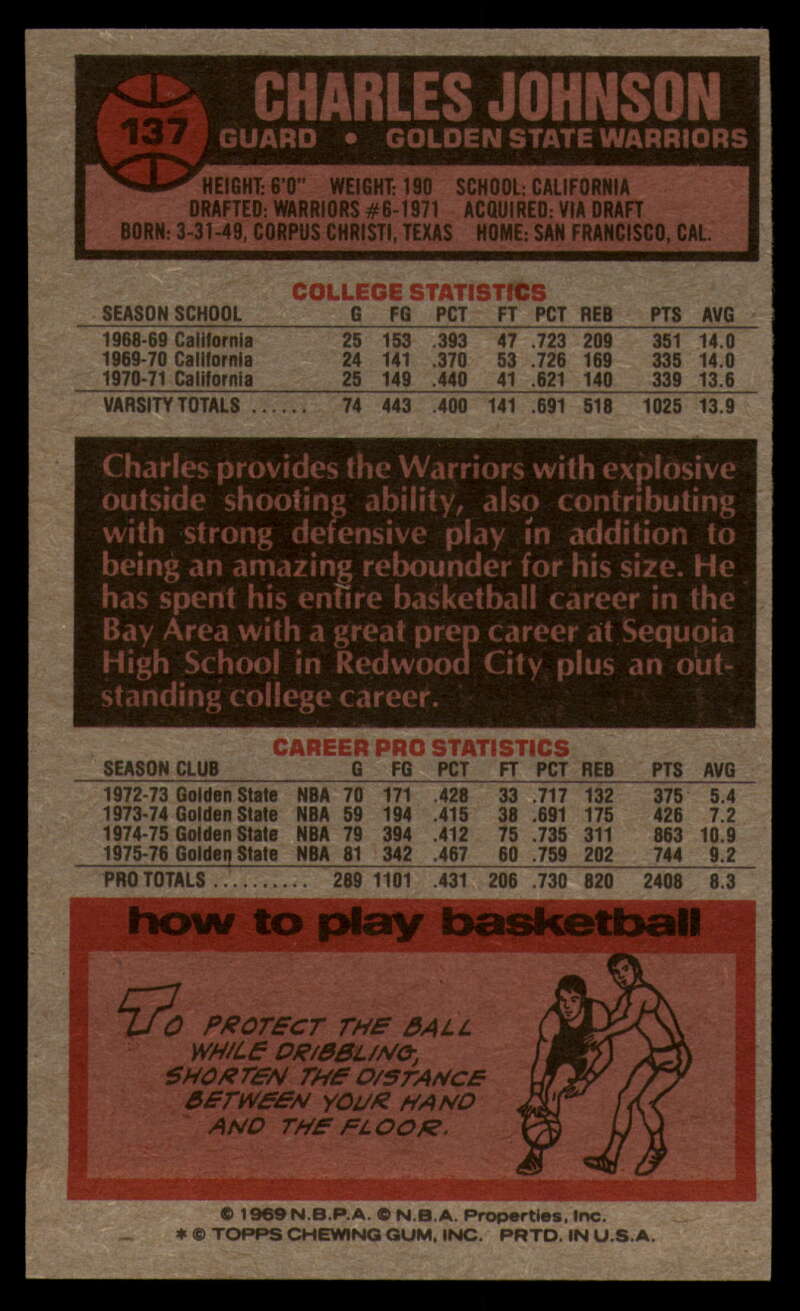 137
CHARLES JOHNSON
GUARD • GOLDEN STATE WARRIORS
HEIGHT: 6'0" WEIGHT: 190 SCHOOL: CALIFORNIA
DRAFTED: WARRIORS #6-1971 ACQUIRED: VIA DRAFT
BORN: 3-31-49, CORPUS CHRISTI, TEXAS HOME: SAN FRANCISCO, CAL.
COLLEGE STATISTICS
SEASON SCHOOL G FG PCT FT PCT REB PTS AVG
1968-69 California 25 153 .393 47 .723 209 351 14.0
1969-70 California 24 141 .370 53 .726 169 335 14.0
1970-71 California 25 149 .440 41 .621 140 339 13.6
VARSITY TOTALS ...... 74 443 .400 141 .691 518 1025 13.9
Charles provides the Warriors with explosive
outside shooting ability, also contributing
with strong defensive play in addition to
being an amazing rebounder for his size. He
has spent his entire basketball career in the
Bay Area with a great prep career at Sequoia
High School in Redwood City plus an out-
standing college career.
CAREER PRO STATISTICS
SEASON CLUB G FG PCT FT PCT REB PTS AVG
1972-73 Golden State NBA 70 171 .428 33 .717 132 375 5.4
1973-74 Golden State NBA 59 194 .415 38 .691 175 426 7.2
1974-75 Golden State NBA 79 394 .412 75 .735 311 863 10.9
1975-76 Golden State NBA 81 342 .467 60 .759 202 744 9.2
PRO TOTALS .......... 289 1101 .431 206 .730 820 2408 8.3
how to play basketball
TO PROTECT THE BALL
WHILE DRIBBLING,
SHORTEN THE DISTANCE
BETWEEN YOUR HAND
AND THE FLOOR.
© 1969 N.B.P.A. © N.B.A. Properties, Inc.
* © TOPPS CHEWING GUM, INC. PRTD. IN U.S.A.